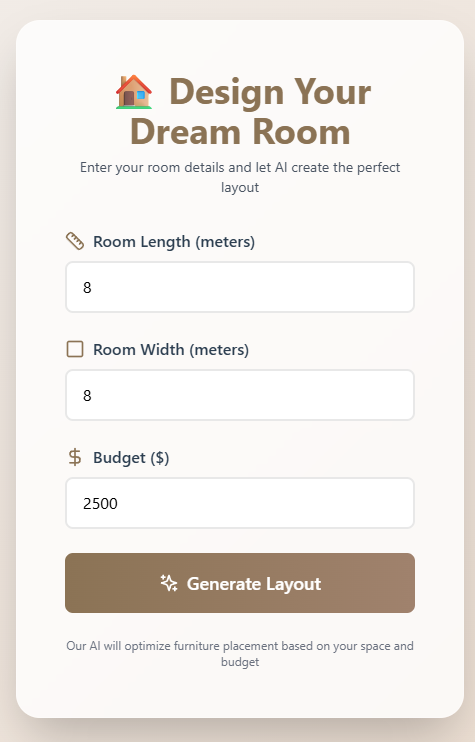 Design Your
Dream Room
Enter your room details and let AI create the perfect
layout
Room Length (meters)
8
Room Width (meters)
8
Budget ($)
2500
Generate Layout
Our AI will optimize furniture placement based on your space and
budget